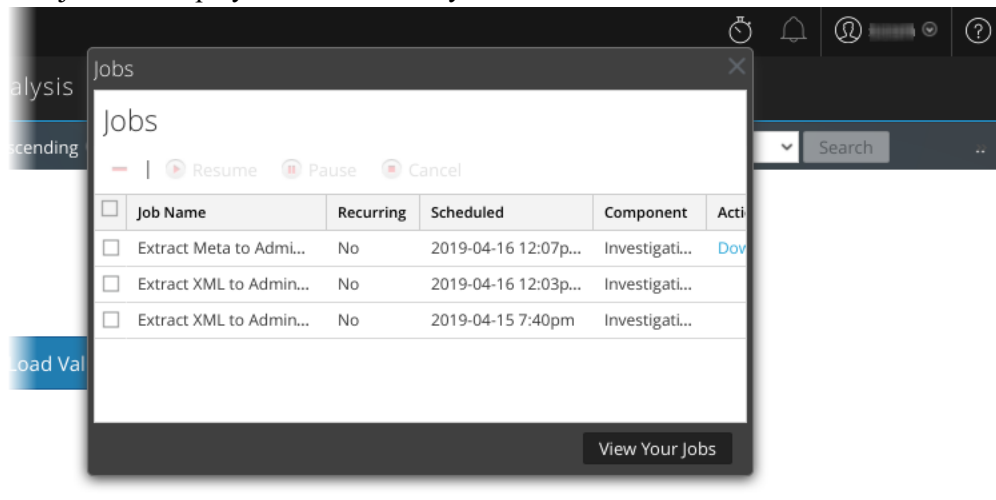 Jobs
alysis
Jobs
scending
Search
Resume Pause Cancel
Job Name Recurring Scheduled Component Acti
Extract Meta to Admi... No 2019-04-16 12:07p... Investigati... Dow
Extract XML to Admin... No 2019-04-16 12:03p... Investigati...
Extract XML to Admin... No 2019-04-15 7:40pm Investigati...
Load Val
View Your Jobs